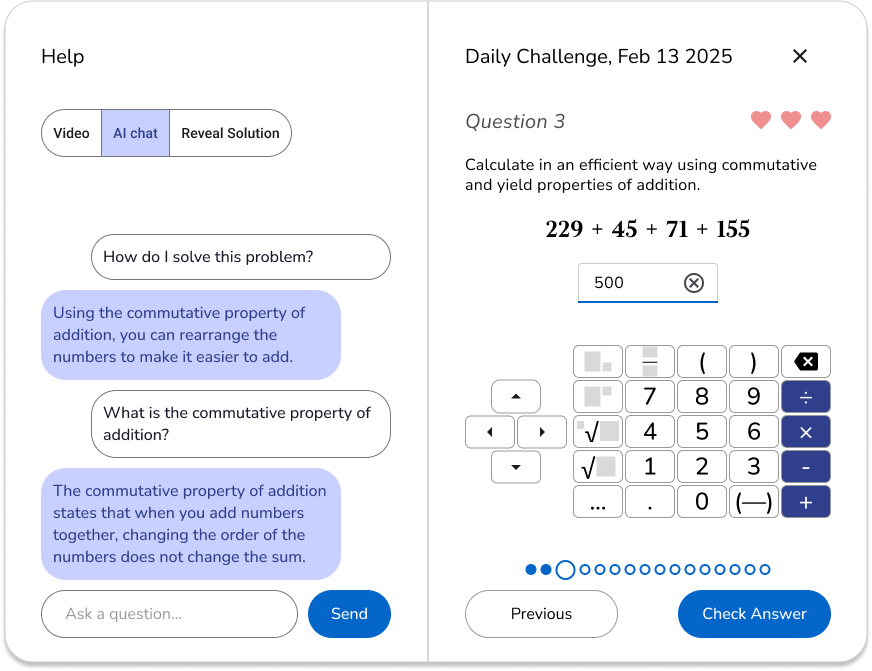 Help
Video
AI chat
Reveal Solution
How do I solve this problem?
Using the commutative property of
addition, you can rearrange the
numbers to make it easier to add.
What is the commutative property of
addition?
The commutative property of addition
states that when you add numbers
together, changing the order of the
numbers does not change the sum.
Ask a question...
Send
Daily Challenge, Feb 13 2025
Question 3
Calculate in an efficient way using commutative
and yield properties of addition.
229 + 45 + 71 + 155
500
( )
7 8 9 ÷
√ 4 5 6 ×
√ 1 2 3 -
... . 0 (—) +
Previous
Check Answer